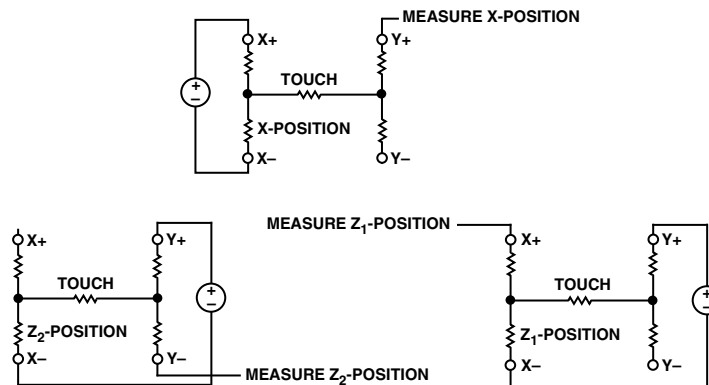 MEASURE X-POSITION
X+ Y+
+
–
TOUCH
X-POSITION
X– Y–
MEASURE Z1-POSITION
X+ Y+ X+ Y+
TOUCH TOUCH
+
–
+
–
Z2-POSITION Z1-POSITION
X– Y– X– Y–
MEASURE Z2-POSITION